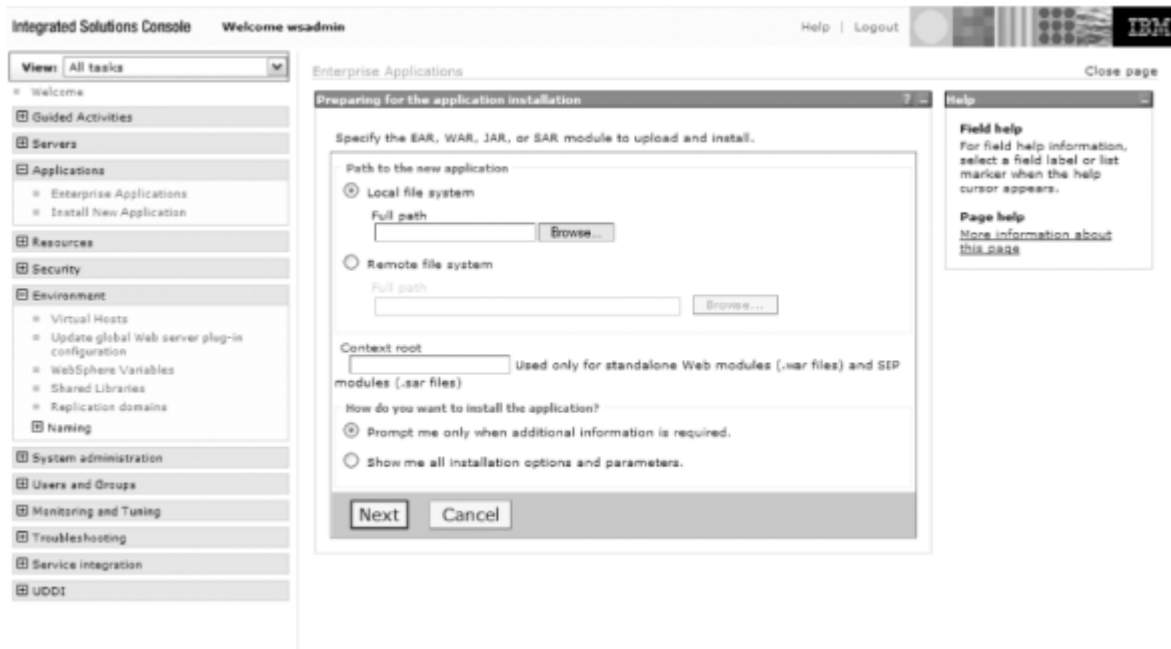 Integrated Solutions Console Welcome wsadmin Help | Logout IBM
View: All tasks
Welcome
Guided Activities
Servers
Applications
Enterprise Applications
Install New Application
Resources
Security
Environment
Virtual Hosts
Update global Web server plug-in
configuration
WebSphere Variables
Shared Libraries
Replication domains
Naming
System administration
Users and Groups
Monitoring and Tuning
Troubleshooting
Service integration
UDDI
Enterprise Applications Close page
Preparing for the application installation ? –
Specify the EAR, WAR, JAR, or SAR module to upload and install.
Path to the new application
Local file system
Full path
Browse...
Remote file system
Full path
Browse...
Context root
Used only for standalone Web modules (.war files) and SIP
modules (.sar files)
How do you want to install the application?
Prompt me only when additional information is required.
Show me all installation options and parameters.
Next Cancel
Help –
Field help
For field help information,
select a field label or list
marker when the help
cursor appears.
Page help
More information about
this page